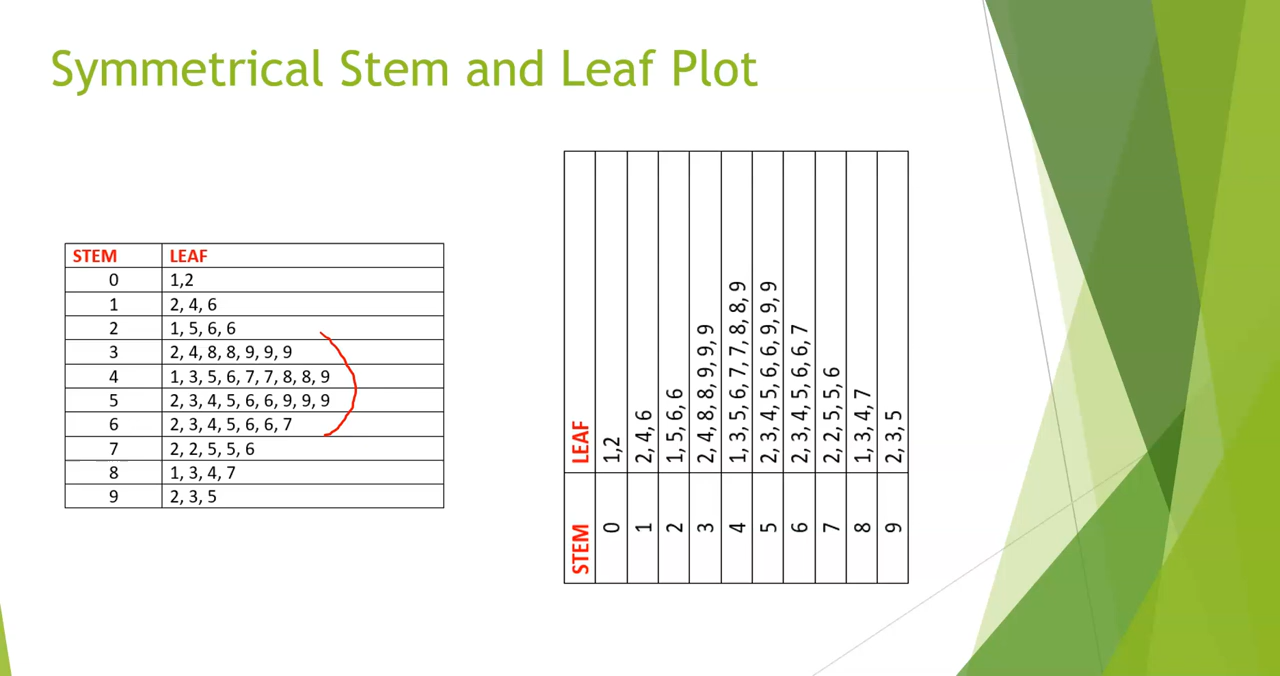 Symmetrical Stem and Leaf Plot
STEM LEAF
0 1,2
1 2, 4, 6
2 1, 5, 6, 6
3 2, 4, 8, 8, 9, 9, 9
4 1, 3, 5, 6, 7, 7, 8, 8, 9
5 2, 3, 4, 5, 6, 6, 9, 9, 9
6 2, 3, 4, 5, 6, 6, 7
7 2, 2, 5, 5, 6
8 1, 3, 4, 7
9 2, 3, 5
STEM LEAF
0 1,2
1 2, 4, 6
2 1, 5, 6, 6
3 2, 4, 8, 8, 9, 9, 9
4 1, 3, 5, 6, 7, 7, 8, 8, 9
5 2, 3, 4, 5, 6, 6, 9, 9, 9
6 2, 3, 4, 5, 6, 6, 7
7 2, 2, 5, 5, 6
8 1, 3, 4, 7
9 2, 3, 5